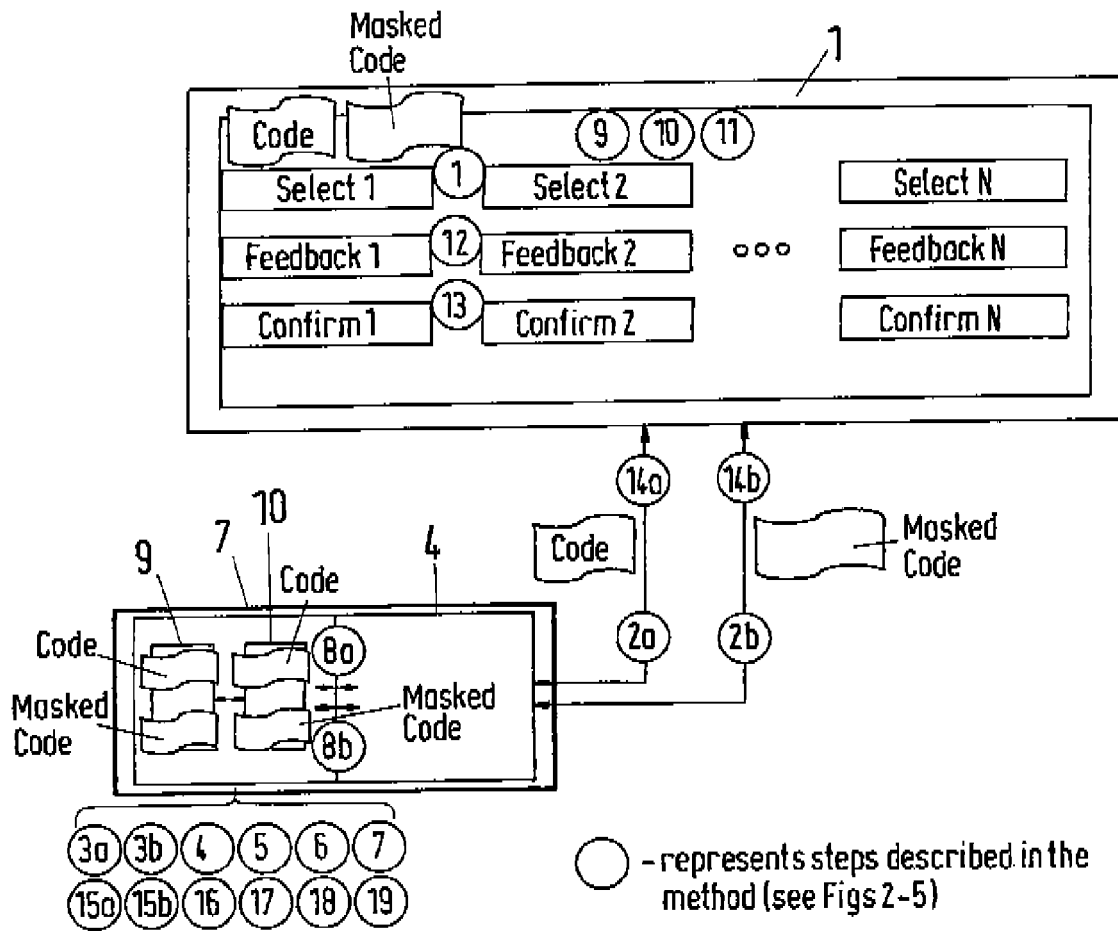 Masked
Code
1
Code
9 10 11
Select 1
1
Select 2
Select N
Feedback 1
12
Feedback 2
Feedback N
Confirm 1
13
Confirm 2
Confirm N
14a
14b
Code
Masked
Code
9
7
10
Code
4
2a
2b
Code
8a
Masked
Code
Masked
Code
8b
3a 3b 4 5 6 7
15a 15b 16 17 18 19
- represents steps described in the
method (see Figs 2-5)